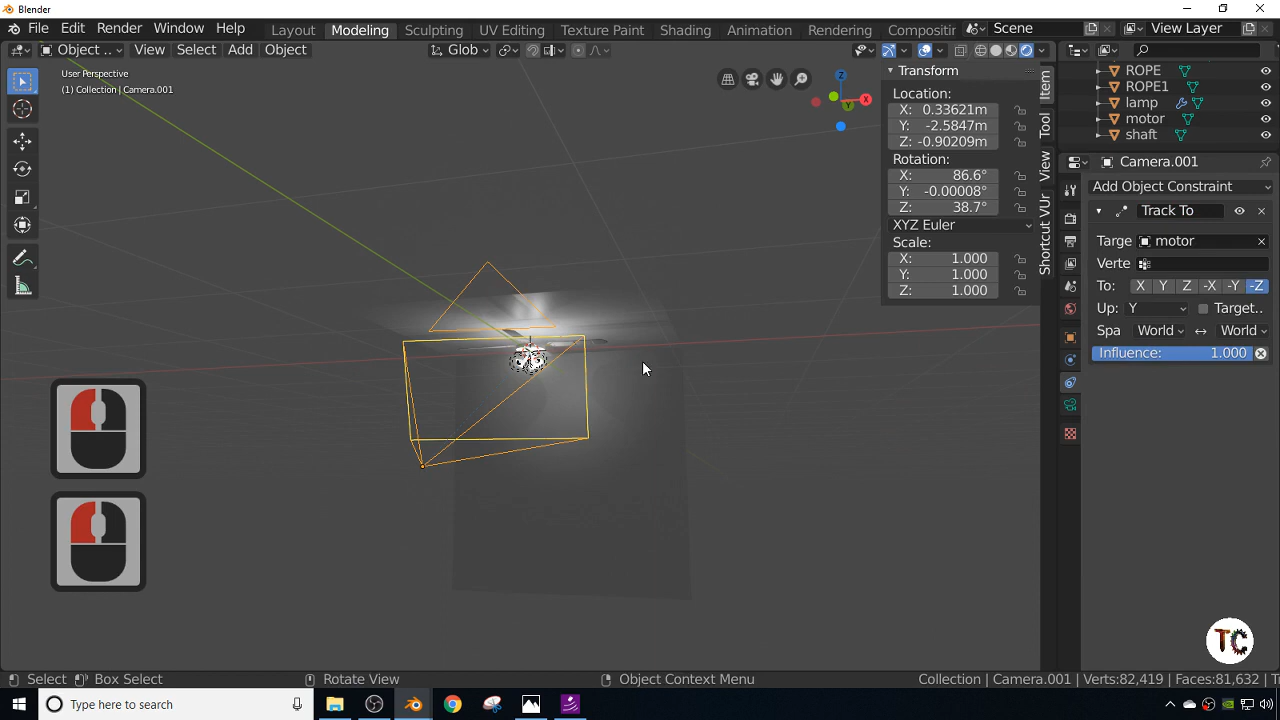 Blender
File Edit Render Window Help Layout Modeling Sculpting UV Editing Texture Paint Shading Animation Rendering Compositir Scene View Layer
Object .. View Select Add Object Glob
User Perspective
(1) Collection | Camera.001
Z
X
Y
Transform
Location:
X: 0.33621m
Y: -2.5847m
Z: -0.90209m
Rotation:
X: 86.6°
Y: -0.00008°
Z: 38.7°
XYZ Euler
Scale:
X: 1.000
Y: 1.000
Z: 1.000
Item
Tool
View
Shortcut VUr
ROPE
ROPE1
lamp
motor
shaft
Camera.001
Add Object Constraint
Track To
Targe motor
Verte
To: X Y Z -X -Y -Z
Up: Y Target..
Spa World World
Influence: 1.000
TC
Select Box Select Rotate View Object Context Menu Collection | Camera.001 | Verts:82,419 | Faces:81,632 | T
Type here to search